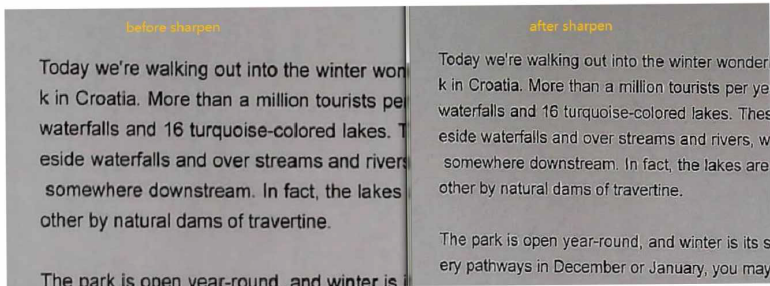 before sharpen
Today we're walking out into the winter won
k in Croatia. More than a million tourists per
waterfalls and 16 turquoise-colored lakes. T
eside waterfalls and over streams and rivers
somewhere downstream. In fact, the lakes
other by natural dams of travertine.
The park is open year-round, and winter is i
after sharpen
Today we're walking out into the winter wonder
k in Croatia. More than a million tourists per ye
waterfalls and 16 turquoise-colored lakes. Thes
eside waterfalls and over streams and rivers, w
somewhere downstream. In fact, the lakes are
other by natural dams of travertine.
The park is open year-round, and winter is its s
ery pathways in December or January, you may